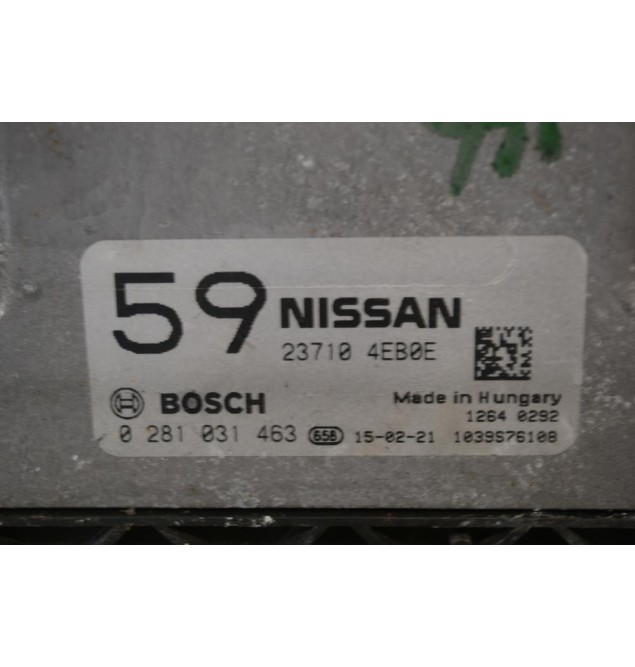 59 NISSAN
23710 4EB0E
BOSCH Made in Hungary
1264 0292
0 281 031 463 658 15-02-21 1039S76108